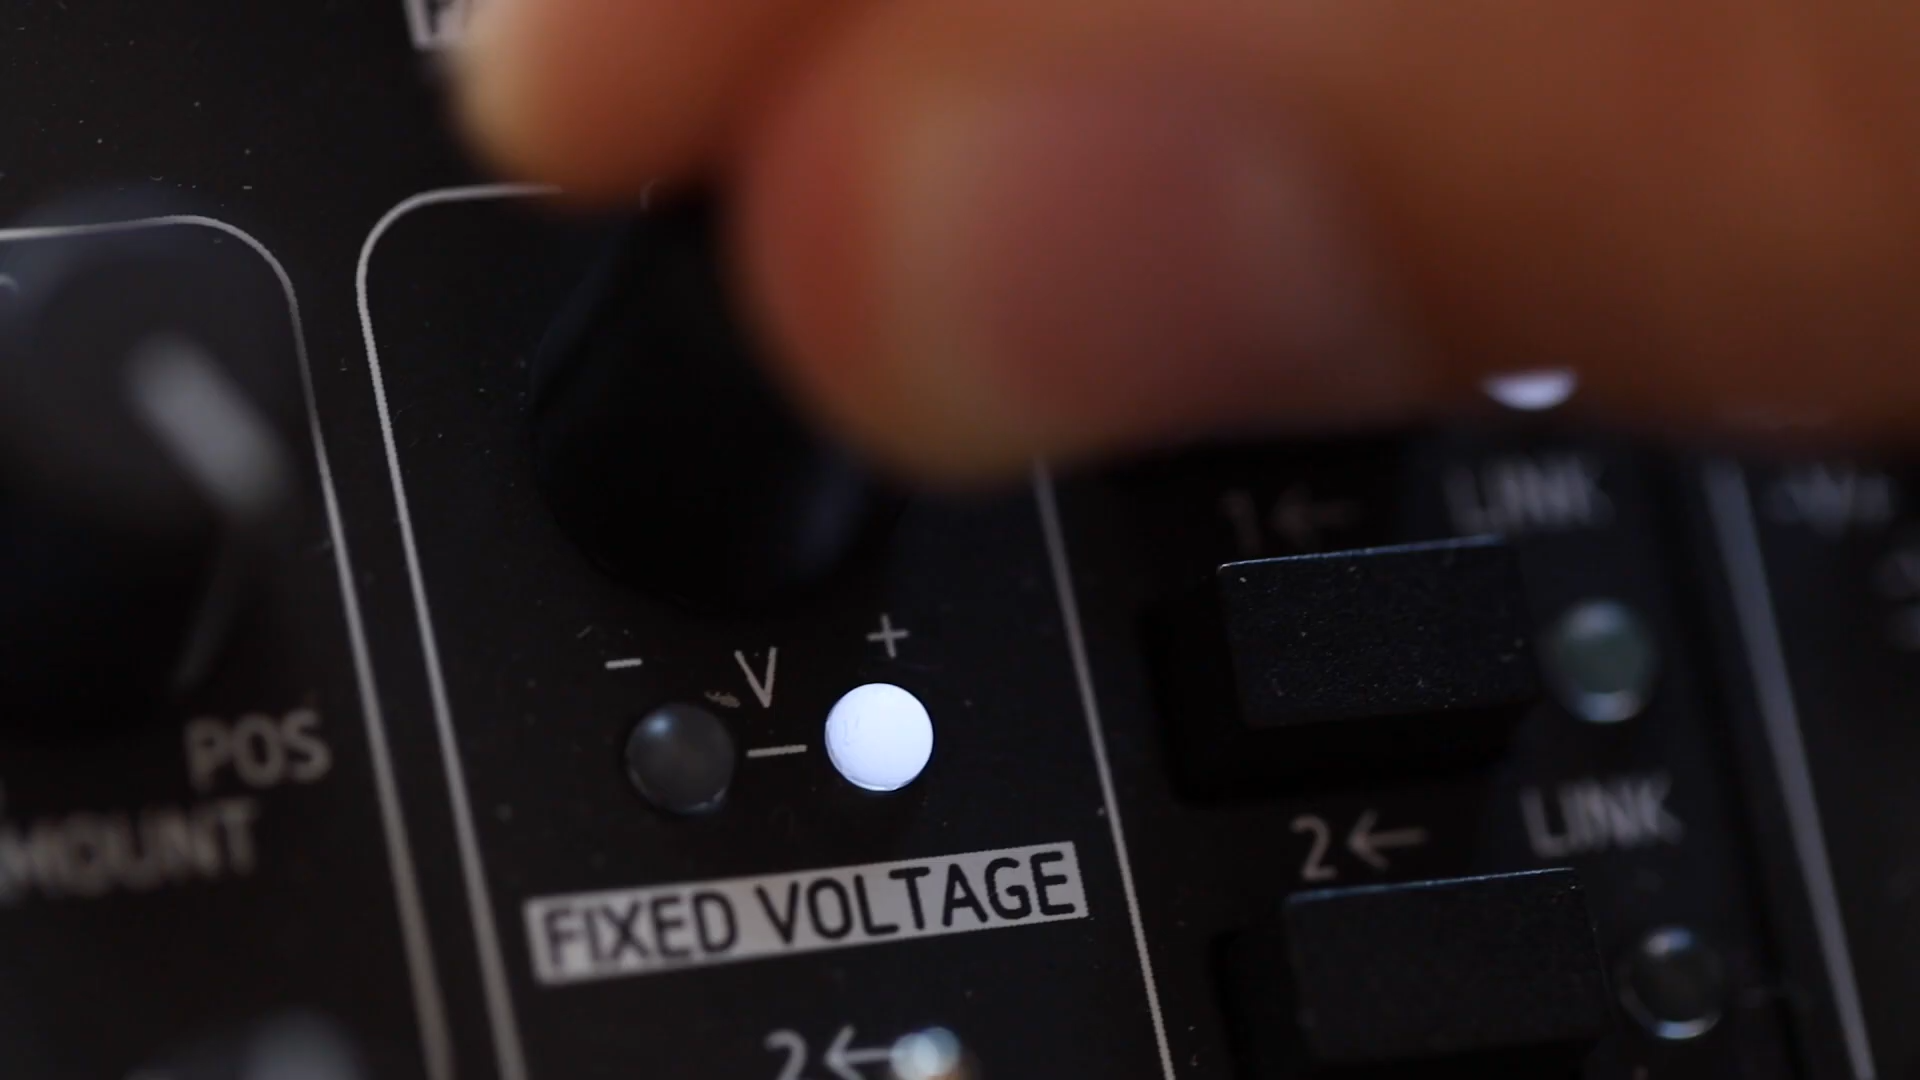 1← LINK
- V +
POS
2← LINK
MOUNT
FIXED VOLTAGE
2←